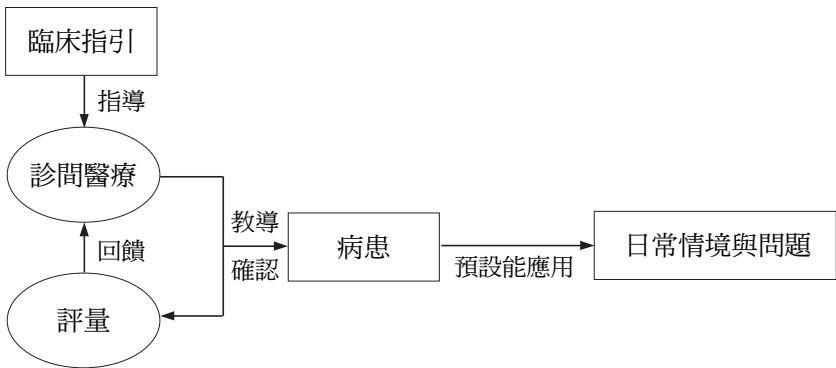 臨床指引
指導
診間醫療
教導
病患
日常情境與問題
回饋
確認
預設能應用
評量